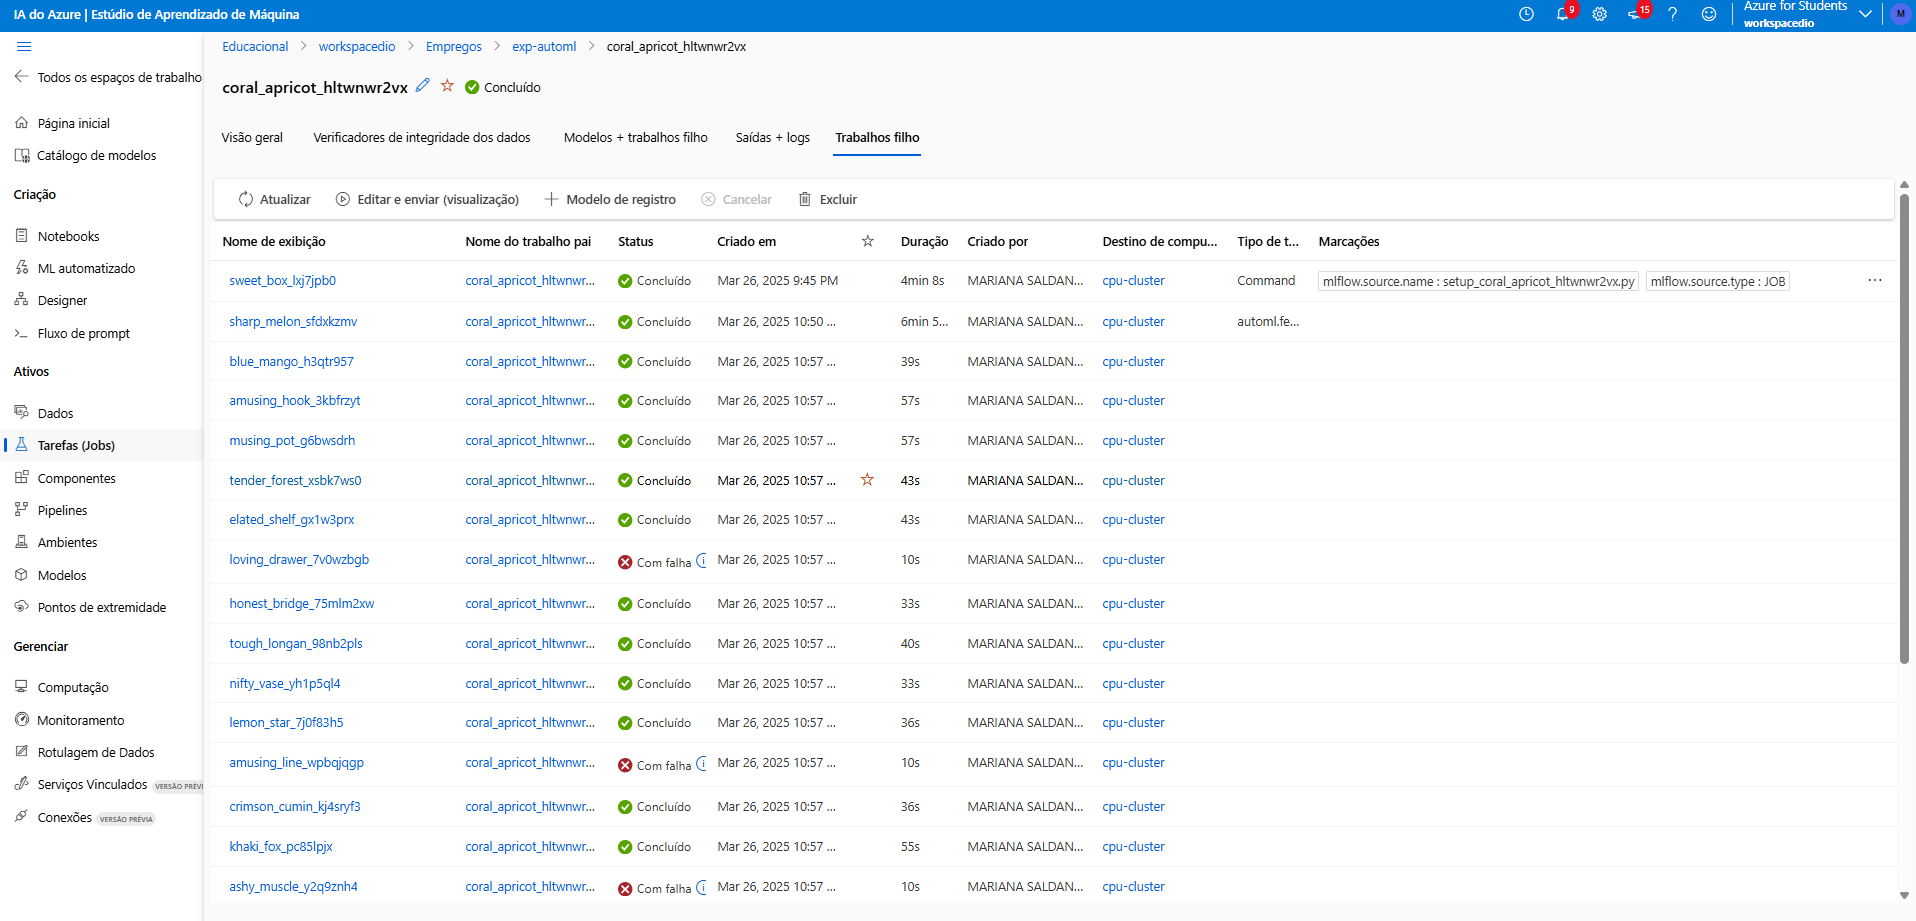 IA do Azure | Estúdio de Aprendizado de Máquina
9
15
Azure for Students
workspacedio
M
Todos os espaços de trabalho
Página inicial
Catálogo de modelos
Criação
Notebooks
ML automatizado
Designer
Fluxo de prompt
Ativos
Dados
Tarefas (Jobs)
Componentes
Pipelines
Ambientes
Modelos
Pontos de extremidade
Gerenciar
Computação
Monitoramento
Rotulagem de Dados
Serviços Vinculados VERSÃO PRÉVI
Conexões VERSÃO PRÉVIA
Educacional > workspacedio > Empregos > exp-automl > coral_apricot_hltwnwr2vx
coral_apricot_hltwnwr2vx Concluído
Visão geral Verificadores de integridade dos dados Modelos + trabalhos filho Saídas + logs Trabalhos filho
Atualizar Editar e enviar (visualização) Modelo de registro Cancelar Excluir
Nome de exibição Nome do trabalho pai Status Criado em Duração Criado por Destino de compu... Tipo de t... Marcações
sweet_box_lxj7jpb0 coral_apricot_hltwnwr... Concluído Mar 26, 2025 9:45 PM 4min 8s MARIANA SALDAN... cpu-cluster Command mlflow.source.name : setup_coral_apricot_hltwnwr2vx.py mlflow.source.type : JOB ...
sharp_melon_sfdxkzmv coral_apricot_hltwnwr... Concluído Mar 26, 2025 10:50 ... 6min 5... MARIANA SALDAN... cpu-cluster automl.fe...
blue_mango_h3qtr957 coral_apricot_hltwnwr... Concluído Mar 26, 2025 10:57 ... 39s MARIANA SALDAN... cpu-cluster
amusing_hook_3kbfrzyt coral_apricot_hltwnwr... Concluído Mar 26, 2025 10:57 ... 57s MARIANA SALDAN... cpu-cluster
musing_pot_g6bwsdrh coral_apricot_hltwnwr... Concluído Mar 26, 2025 10:57 ... 57s MARIANA SALDAN... cpu-cluster
tender_forest_xsbk7ws0 coral_apricot_hltwnwr... Concluído Mar 26, 2025 10:57 ... 43s MARIANA SALDAN... cpu-cluster
elated_shelf_gx1w3prx coral_apricot_hltwnwr... Concluído Mar 26, 2025 10:57 ... 43s MARIANA SALDAN... cpu-cluster
loving_drawer_7v0wzbgb coral_apricot_hltwnwr... Com falha Mar 26, 2025 10:57 ... 10s MARIANA SALDAN... cpu-cluster
honest_bridge_75mlm2xw coral_apricot_hltwnwr... Concluído Mar 26, 2025 10:57 ... 33s MARIANA SALDAN... cpu-cluster
tough_longan_98nb2pls coral_apricot_hltwnwr... Concluído Mar 26, 2025 10:57 ... 40s MARIANA SALDAN... cpu-cluster
nifty_vase_yh1p5ql4 coral_apricot_hltwnwr... Concluído Mar 26, 2025 10:57 ... 33s MARIANA SALDAN... cpu-cluster
lemon_star_7j0f83h5 coral_apricot_hltwnwr... Concluído Mar 26, 2025 10:57 ... 36s MARIANA SALDAN... cpu-cluster
amusing_line_wpbqjqgp coral_apricot_hltwnwr... Com falha Mar 26, 2025 10:57 ... 10s MARIANA SALDAN... cpu-cluster
crimson_cumin_kj4sryf3 coral_apricot_hltwnwr... Concluído Mar 26, 2025 10:57 ... 36s MARIANA SALDAN... cpu-cluster
khaki_fox_pc85lpjx coral_apricot_hltwnwr... Concluído Mar 26, 2025 10:57 ... 55s MARIANA SALDAN... cpu-cluster
ashy_muscle_y2q9znh4 coral_apricot_hltwnwr... Com falha Mar 26, 2025 10:57 ... 10s MARIANA SALDAN... cpu-cluster